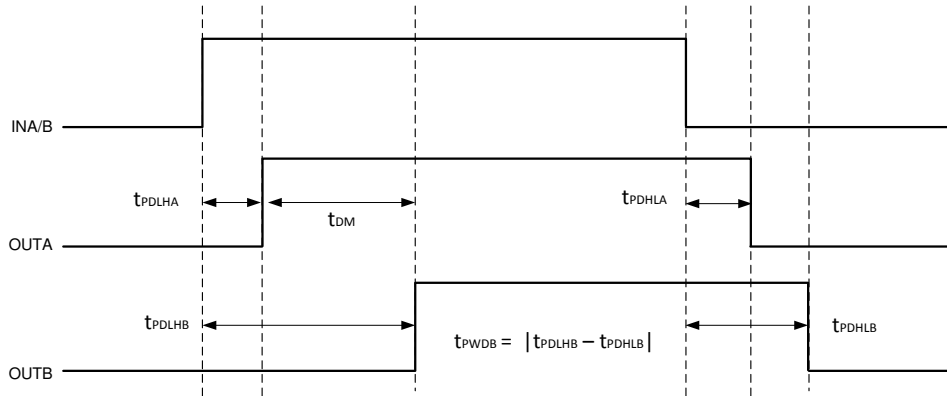 INA/B
tPDLHA
tDM
tPDHLA
OUTA
tPDLHB
tPWDB = |tPDLHB – tPDHLB|
tPDHLB
OUTB